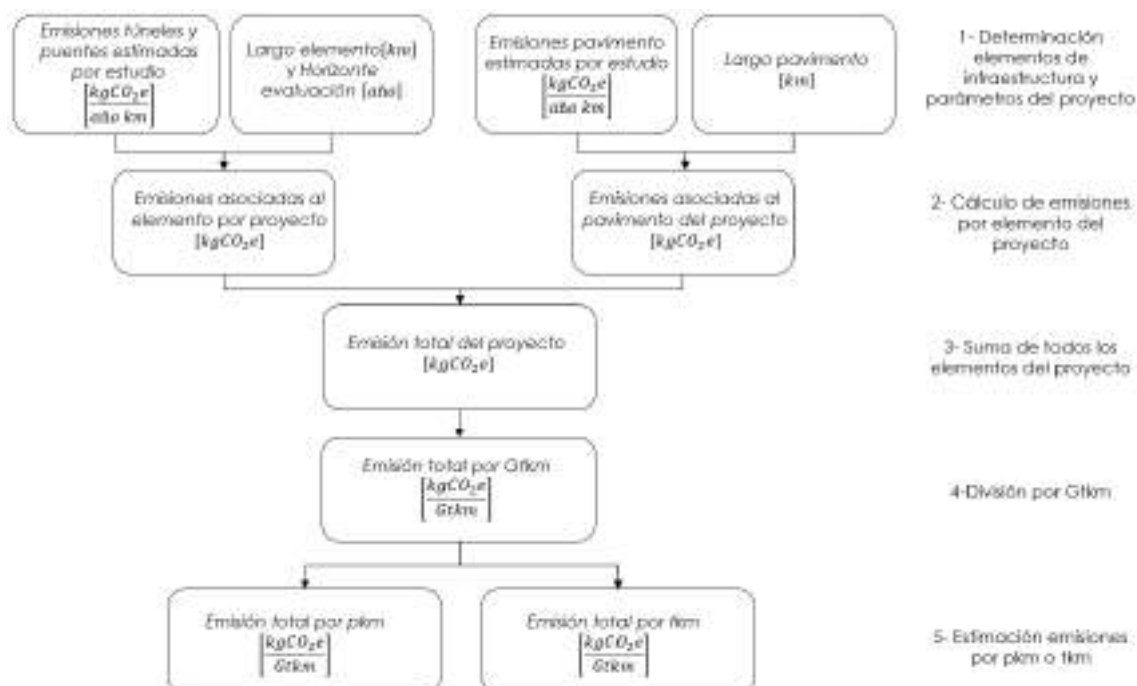 Emisiones túneles y
puentes estimadas
por estudio
[kgCO₂e / año km]
Largo elemento[km]
y Horizonte
evaluación [año]
Emisiones pavimento
estimadas por estudio
[kgCO₂e / año km]
Largo pavimento
[km]
1- Determinación
elementos de
infraestructura y
parámetros del proyecto
Emisiones asociadas al
elemento por proyecto
[kgCO₂e]
Emisiones asociadas al
pavimento del proyecto
[kgCO₂e]
2- Cálculo de emisiones
por elemento del
proyecto
Emisión total del proyecto
[kgCO₂e]
3- Suma de todos los
elementos del proyecto
Emisión total por Gtkm
[kgCO₂e / Gtkm]
4-División por Gtkm
Emisión total por pkm
[kgCO₂e / Gtkm]
Emisión total por tkm
[kgCO₂e / Gtkm]
5- Estimación emisiones
por pkm o tkm